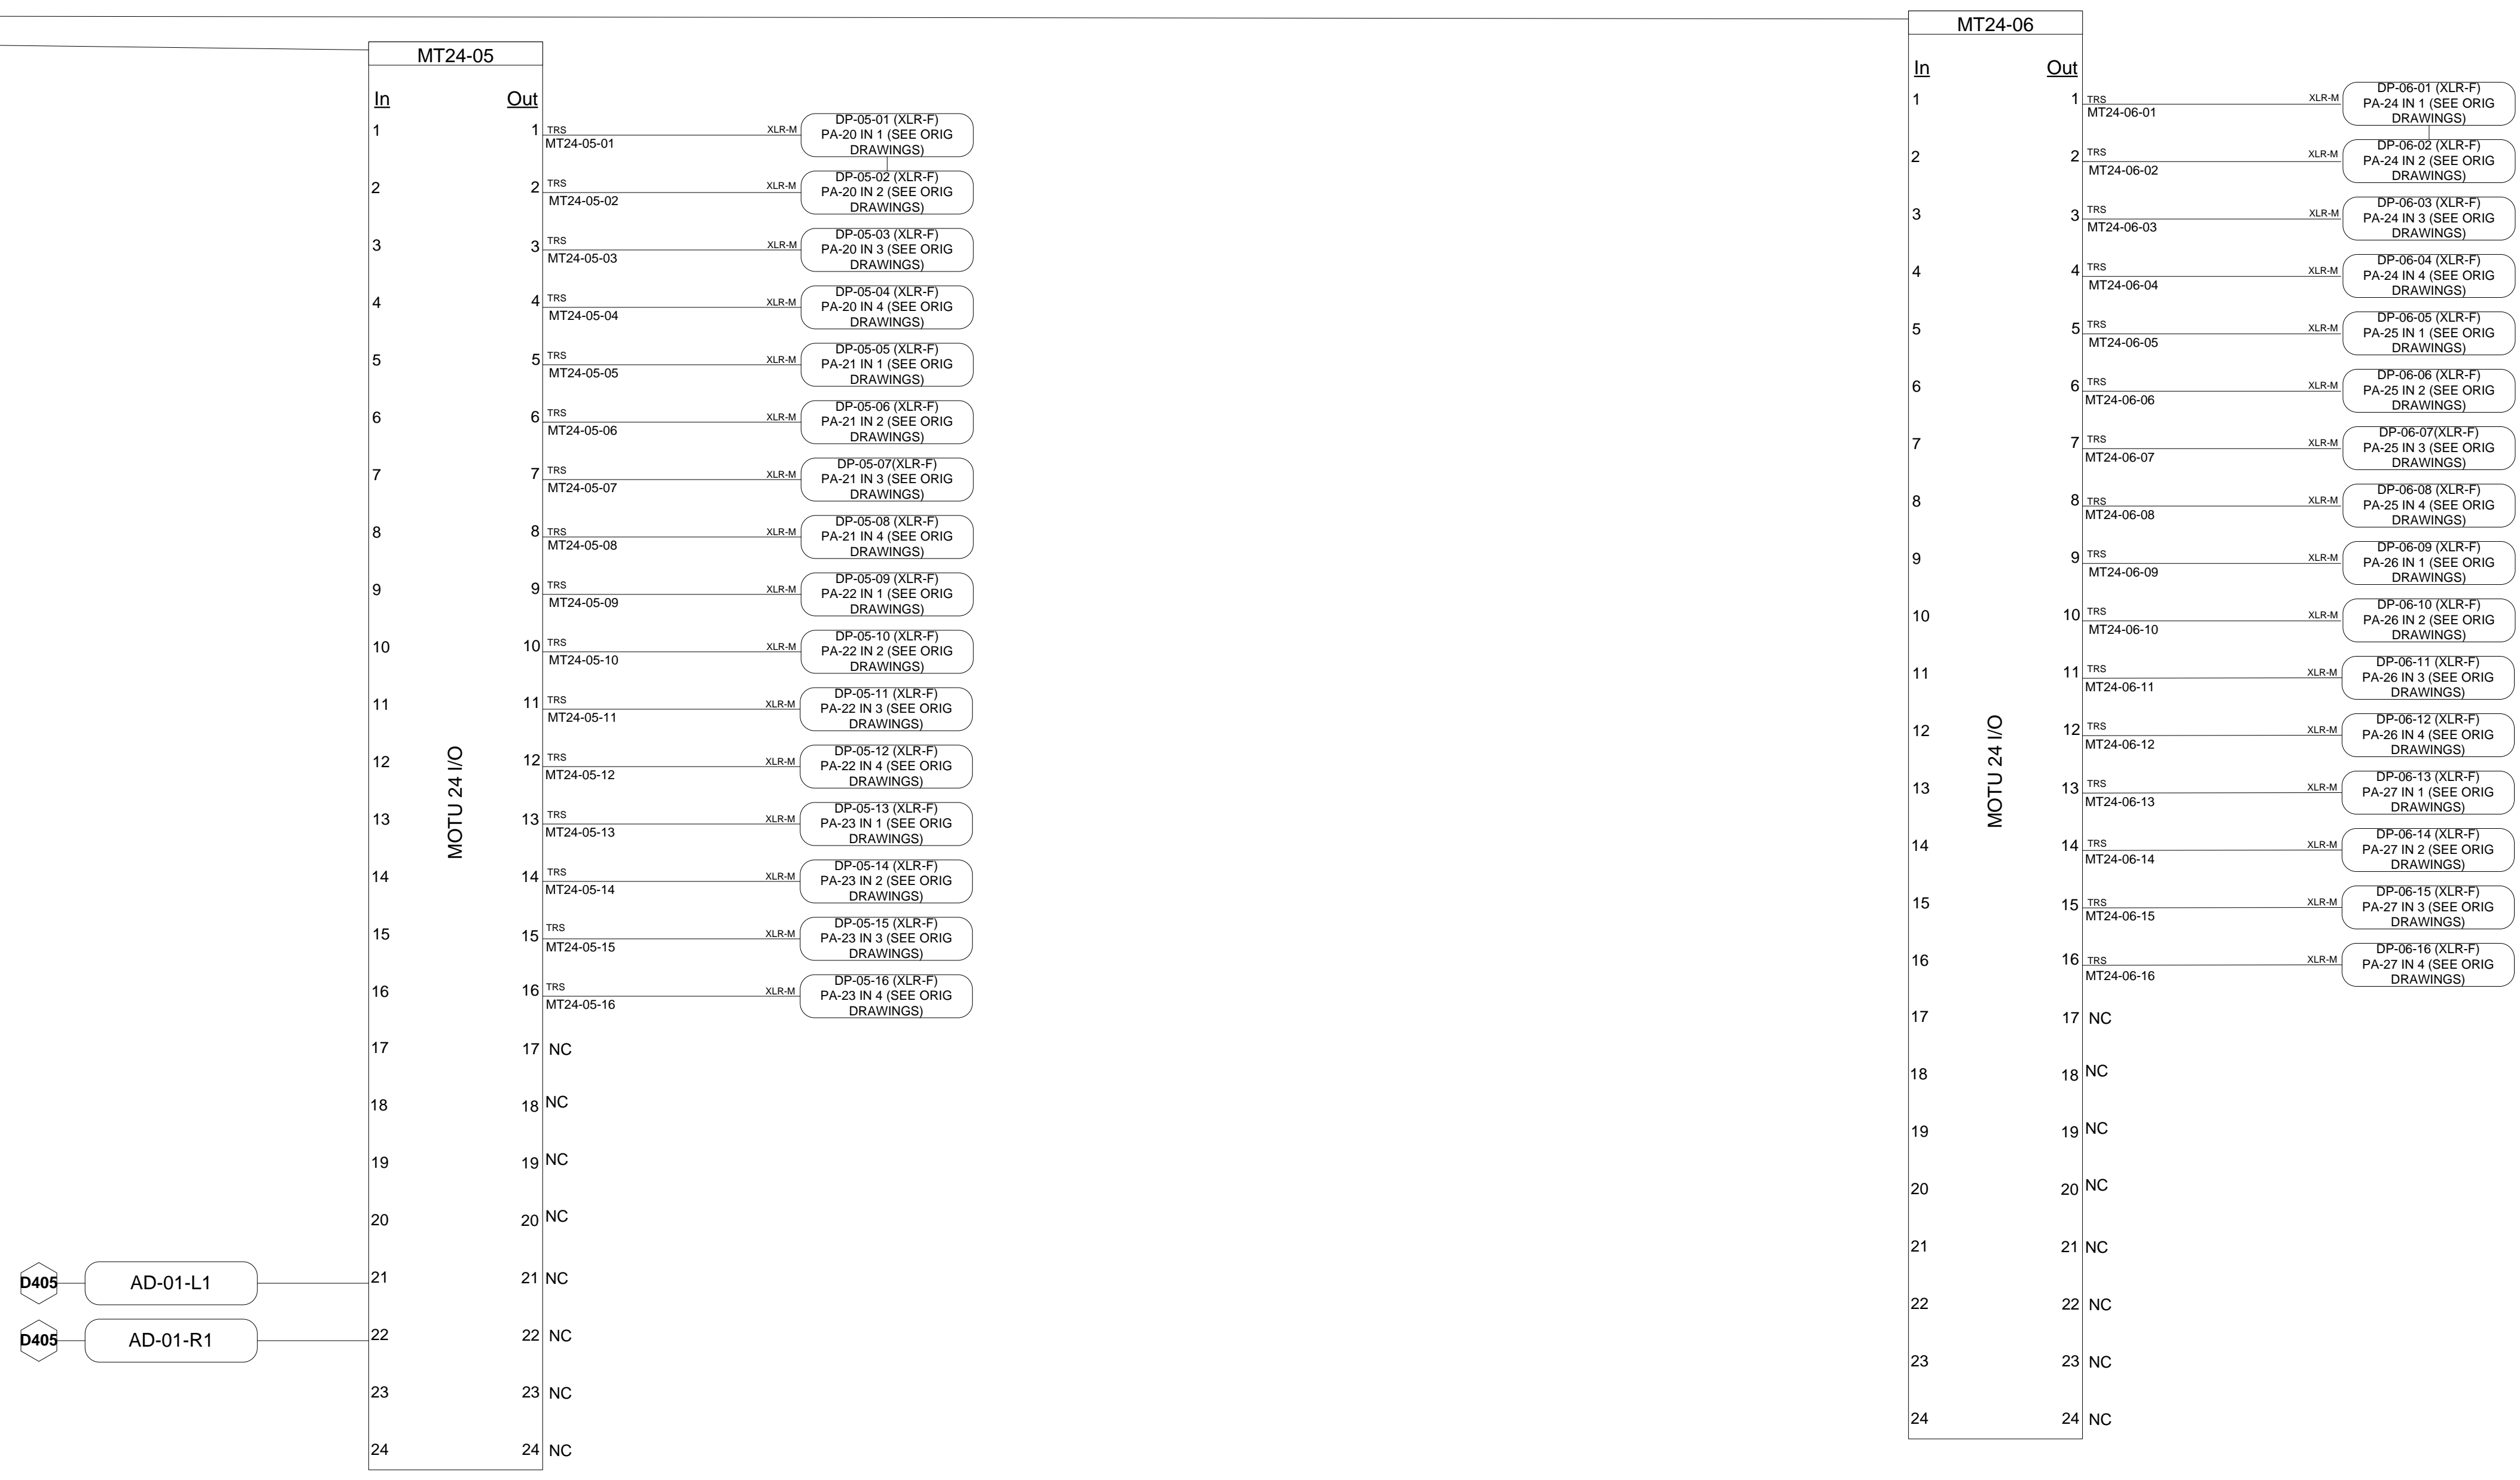 MT24-05
In Out
1 1 TRS XLR-M
MT24-05-01
DP-05-01 (XLR-F)
PA-20 IN 1 (SEE ORIG
DRAWINGS)
2 2 TRS XLR-M
MT24-05-02
DP-05-02 (XLR-F)
PA-20 IN 2 (SEE ORIG
DRAWINGS)
3 3 TRS XLR-M
MT24-05-03
DP-05-03 (XLR-F)
PA-20 IN 3 (SEE ORIG
DRAWINGS)
4 4 TRS XLR-M
MT24-05-04
DP-05-04 (XLR-F)
PA-20 IN 4 (SEE ORIG
DRAWINGS)
5 5 TRS XLR-M
MT24-05-05
DP-05-05 (XLR-F)
PA-21 IN 1 (SEE ORIG
DRAWINGS)
6 6 TRS XLR-M
MT24-05-06
DP-05-06 (XLR-F)
PA-21 IN 2 (SEE ORIG
DRAWINGS)
7 7 TRS XLR-M
MT24-05-07
DP-05-07(XLR-F)
PA-21 IN 3 (SEE ORIG
DRAWINGS)
8 8 TRS XLR-M
MT24-05-08
DP-05-08 (XLR-F)
PA-21 IN 4 (SEE ORIG
DRAWINGS)
9 9 TRS XLR-M
MT24-05-09
DP-05-09 (XLR-F)
PA-22 IN 1 (SEE ORIG
DRAWINGS)
10 10 TRS XLR-M
MT24-05-10
DP-05-10 (XLR-F)
PA-22 IN 2 (SEE ORIG
DRAWINGS)
11 11 TRS XLR-M
MT24-05-11
DP-05-11 (XLR-F)
PA-22 IN 3 (SEE ORIG
DRAWINGS)
12 12 TRS XLR-M
MT24-05-12
DP-05-12 (XLR-F)
PA-22 IN 4 (SEE ORIG
DRAWINGS)
MOTU 24 I/O
13 13 TRS XLR-M
MT24-05-13
DP-05-13 (XLR-F)
PA-23 IN 1 (SEE ORIG
DRAWINGS)
14 14 TRS XLR-M
MT24-05-14
DP-05-14 (XLR-F)
PA-23 IN 2 (SEE ORIG
DRAWINGS)
15 15 TRS XLR-M
MT24-05-15
DP-05-15 (XLR-F)
PA-23 IN 3 (SEE ORIG
DRAWINGS)
16 16 TRS XLR-M
MT24-05-16
DP-05-16 (XLR-F)
PA-23 IN 4 (SEE ORIG
DRAWINGS)
17 17 NC
18 18 NC
19 19 NC
20 20 NC
D405 AD-01-L1 21 21 NC
D405 AD-01-R1 22 22 NC
23 23 NC
24 24 NC
MT24-06
In Out
1 1 TRS XLR-M
MT24-06-01
DP-06-01 (XLR-F)
PA-24 IN 1 (SEE ORIG
DRAWINGS)
2 2 TRS XLR-M
MT24-06-02
DP-06-02 (XLR-F)
PA-24 IN 2 (SEE ORIG
DRAWINGS)
3 3 TRS XLR-M
MT24-06-03
DP-06-03 (XLR-F)
PA-24 IN 3 (SEE ORIG
DRAWINGS)
4 4 TRS XLR-M
MT24-06-04
DP-06-04 (XLR-F)
PA-24 IN 4 (SEE ORIG
DRAWINGS)
5 5 TRS XLR-M
MT24-06-05
DP-06-05 (XLR-F)
PA-25 IN 1 (SEE ORIG
DRAWINGS)
6 6 TRS XLR-M
MT24-06-06
DP-06-06 (XLR-F)
PA-25 IN 2 (SEE ORIG
DRAWINGS)
7 7 TRS XLR-M
MT24-06-07
DP-06-07(XLR-F)
PA-25 IN 3 (SEE ORIG
DRAWINGS)
8 8 TRS XLR-M
MT24-06-08
DP-06-08 (XLR-F)
PA-25 IN 4 (SEE ORIG
DRAWINGS)
9 9 TRS XLR-M
MT24-06-09
DP-06-09 (XLR-F)
PA-26 IN 1 (SEE ORIG
DRAWINGS)
10 10 TRS XLR-M
MT24-06-10
DP-06-10 (XLR-F)
PA-26 IN 2 (SEE ORIG
DRAWINGS)
11 11 TRS XLR-M
MT24-06-11
DP-06-11 (XLR-F)
PA-26 IN 3 (SEE ORIG
DRAWINGS)
12 12 TRS XLR-M
MT24-06-12
DP-06-12 (XLR-F)
PA-26 IN 4 (SEE ORIG
DRAWINGS)
MOTU 24 I/O
13 13 TRS XLR-M
MT24-06-13
DP-06-13 (XLR-F)
PA-27 IN 1 (SEE ORIG
DRAWINGS)
14 14 TRS XLR-M
MT24-06-14
DP-06-14 (XLR-F)
PA-27 IN 2 (SEE ORIG
DRAWINGS)
15 15 TRS XLR-M
MT24-06-15
DP-06-15 (XLR-F)
PA-27 IN 3 (SEE ORIG
DRAWINGS)
16 16 TRS XLR-M
MT24-06-16
DP-06-16 (XLR-F)
PA-27 IN 4 (SEE ORIG
DRAWINGS)
17 17 NC
18 18 NC
19 19 NC
20 20 NC
21 21 NC
22 22 NC
23 23 NC
24 24 NC